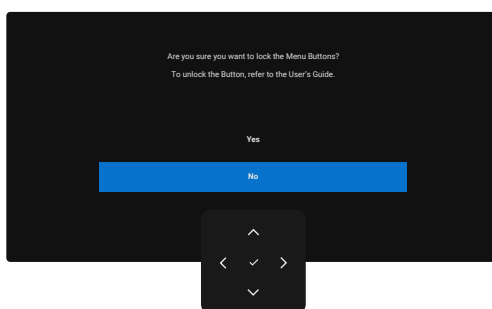 Are you sure you want to lock the Menu Buttons?
To unlock the Button, refer to the User's Guide.
Yes
No